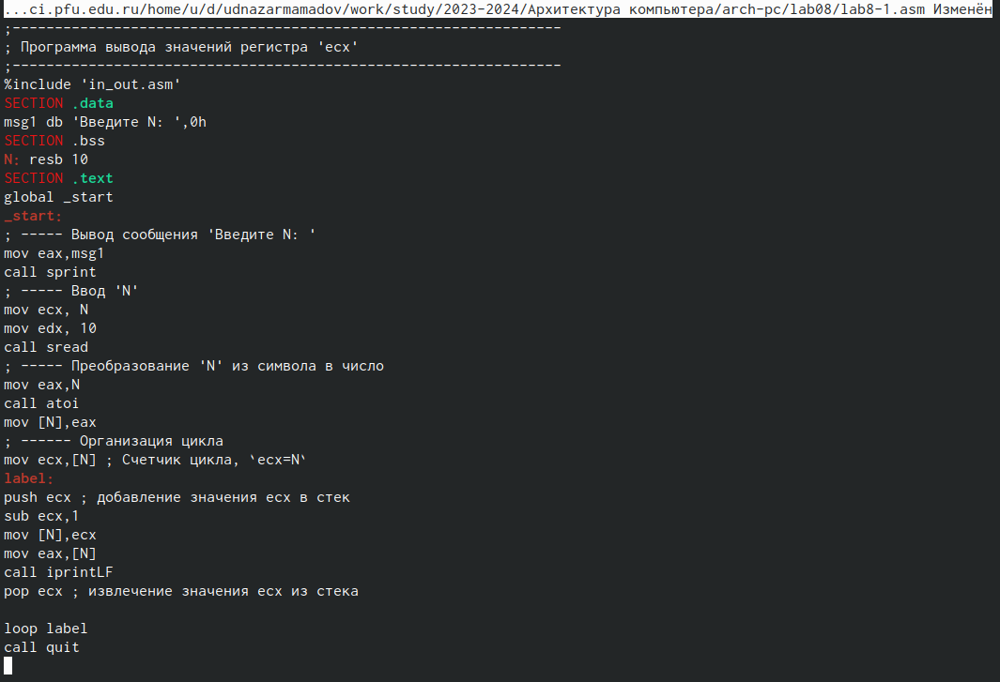 ...ci.pfu.edu.ru/home/u/d/udnazarmamadov/work/study/2023-2024/Архитектура компьютера/arch-pc/lab08/lab8-1.asm Изменён
;-----------------------------------------------------------------
; Программа вывода значений регистра 'ecx'
;-----------------------------------------------------------------
%include 'in_out.asm'
SECTION .data
msg1 db 'Введите N: ',0h
SECTION .bss
N: resb 10
SECTION .text
global _start
_start:
; ----- Вывод сообщения 'Введите N: '
mov eax,msg1
call sprint
; ----- Ввод 'N'
mov ecx, N
mov edx, 10
call sread
; ----- Преобразование 'N' из символа в число
mov eax,N
call atoi
mov [N],eax
; ------ Организация цикла
mov ecx,[N] ; Счетчик цикла, `ecx=N`
label:
push ecx ; добавление значения ecx в стек
sub ecx,1
mov [N],ecx
mov eax,[N]
call iprintLF
pop ecx ; извлечение значения ecx из стека
loop label
call quit